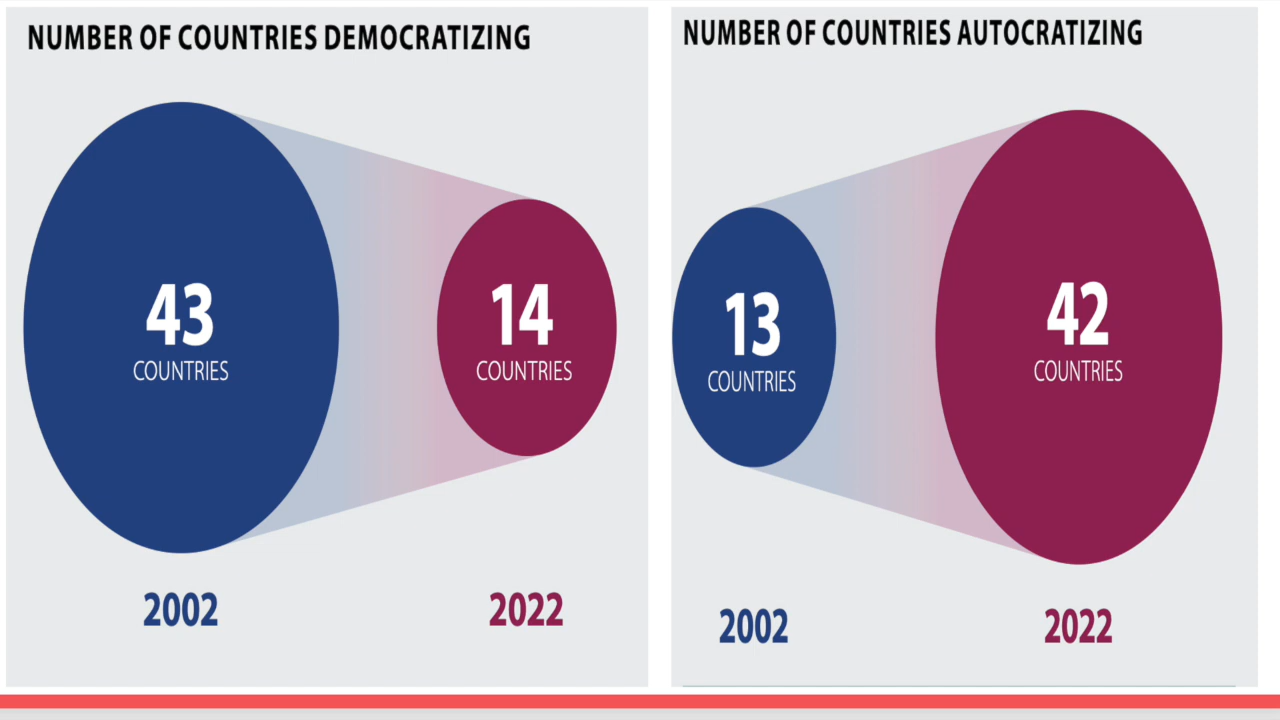 NUMBER OF COUNTRIES DEMOCRATIZING
43
COUNTRIES
14
COUNTRIES
2002
2022
NUMBER OF COUNTRIES AUTOCRATIZING
13
COUNTRIES
42
COUNTRIES
2002
2022